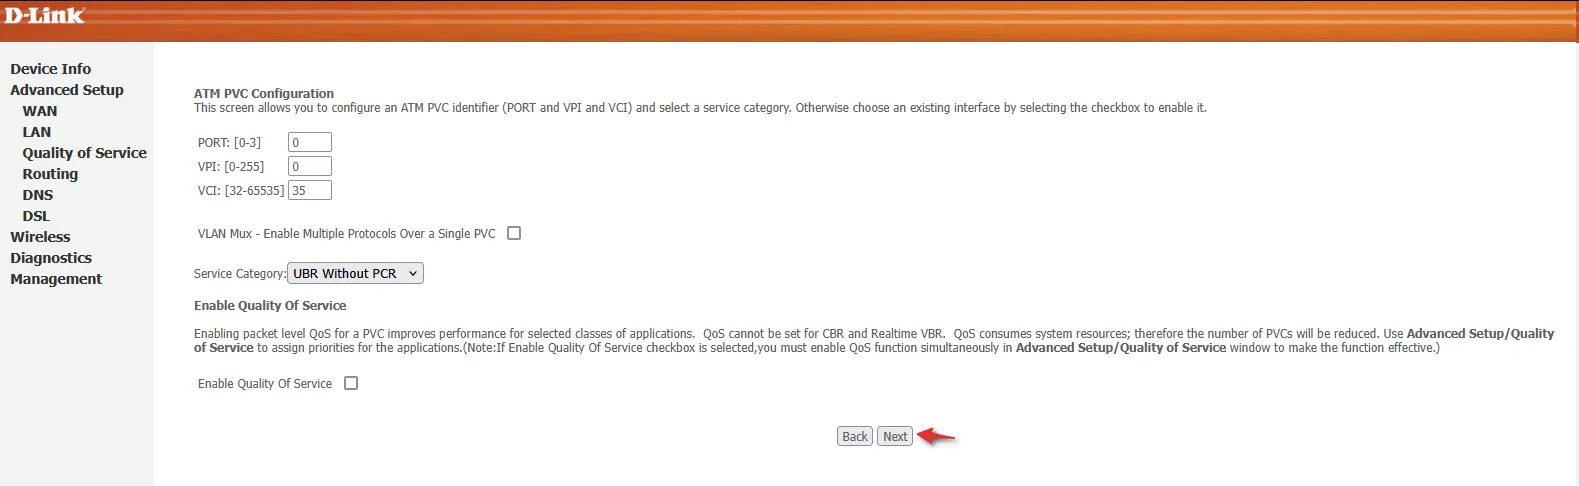 D-Link
Device Info
Advanced Setup
WAN
LAN
Quality of Service
Routing
DNS
DSL
Wireless
Diagnostics
Management
ATM PVC Configuration
This screen allows you to configure an ATM PVC identifier (PORT and VPI and VCI) and select a service category. Otherwise choose an existing interface by selecting the checkbox to enable it.
PORT: [0-3] 0
VPI: [0-255] 0
VCI: [32-65535] 35
VLAN Mux - Enable Multiple Protocols Over a Single PVC
Service Category: UBR Without PCR
Enable Quality Of Service
Enabling packet level QoS for a PVC improves performance for selected classes of applications.  QoS cannot be set for CBR and Realtime VBR.  QoS consumes system resources; therefore the number of PVCs will be reduced. Use Advanced Setup/Quality
of Service to assign priorities for the applications.(Note:If Enable Quality Of Service checkbox is selected,you must enable QoS function simultaneously in Advanced Setup/Quality of Service window to make the function effective.)
Enable Quality Of Service
Back Next